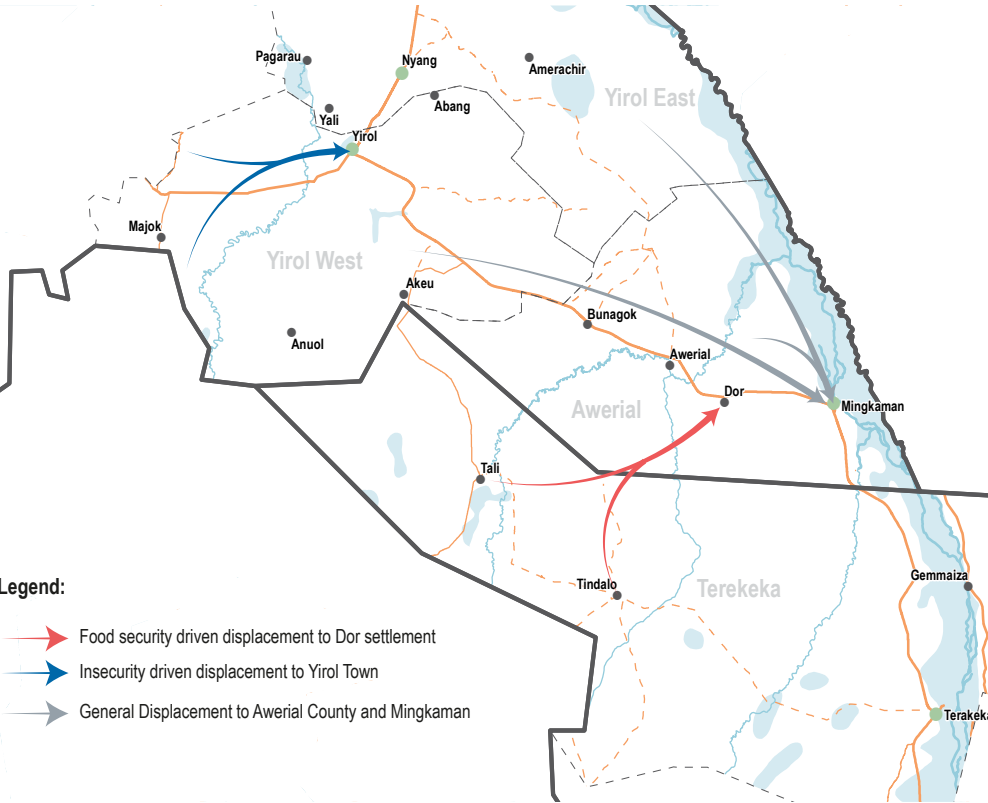 Pagarau
Nyang
Amerachir
Yirol East
Abang
Yali
Yirol
Majok
Yirol West
Akeu
Bunagok
Anuol
Awerial
Dor
Mingkaman
Awerial
Tali
Tindalo
Terekeka
Gemmaiza
Terakeka
Legend:
Food security driven displacement to Dor settlement
Insecurity driven displacement to Yirol Town
General Displacement to Awerial County and Mingkaman